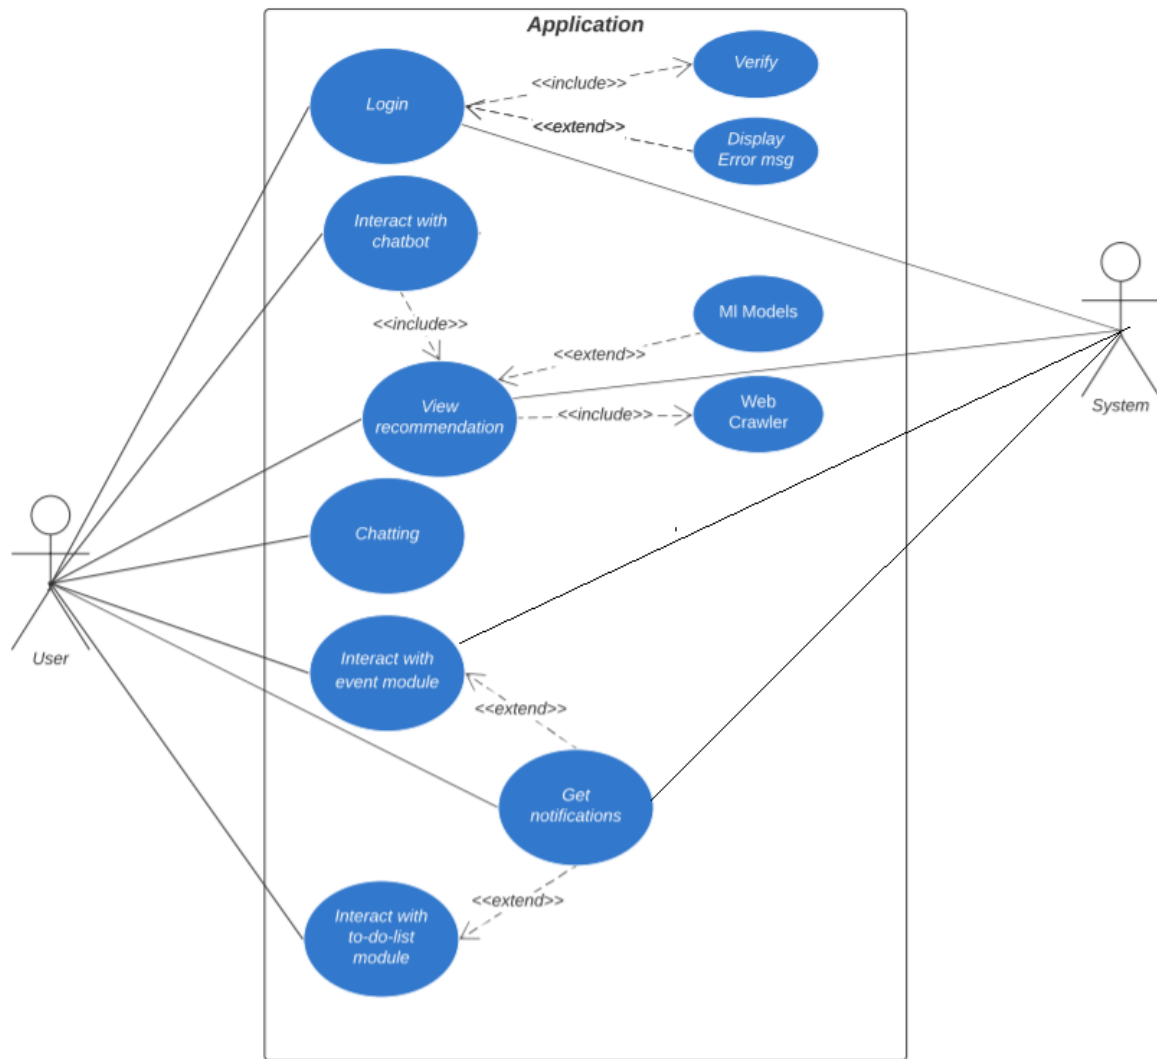 Application
Login
<<include>>
Verify
<<extend>>
Display
Error msg
Interact with
chatbot
<<include>>
Ml Models
<<extend>>
View
recommendation
<<include>>
Web
Crawler
System
Chatting
User
Interact with
event module
<<extend>>
Get
notifications
<<extend>>
Interact with
to-do-list
module